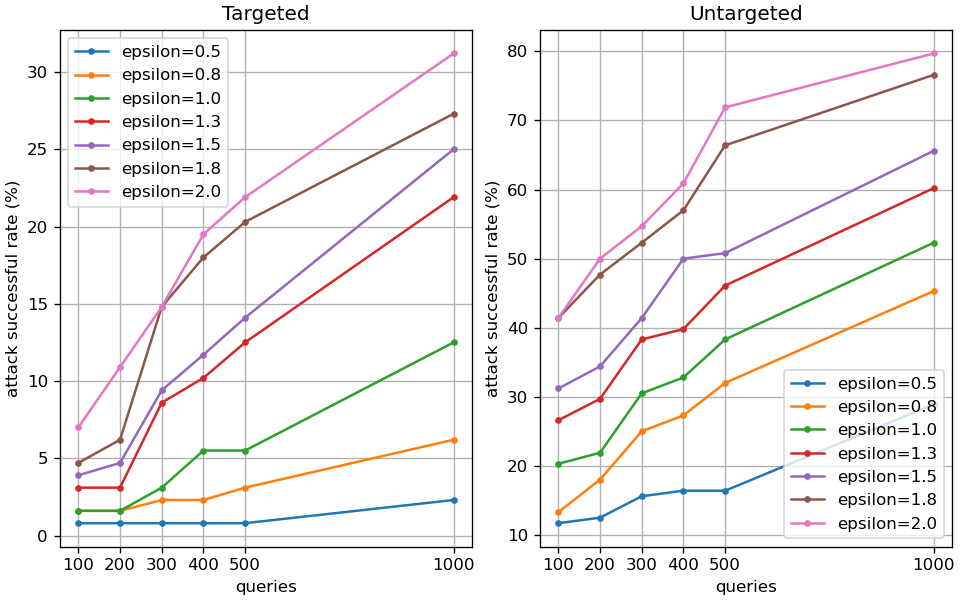 Targeted
attack successful rate (%)
30
25
20
15
10
5
0
epsilon=0.5
epsilon=0.8
epsilon=1.0
epsilon=1.3
epsilon=1.5
epsilon=1.8
epsilon=2.0
100 200 300 400 500 1000
queries
Untargeted
attack successful rate (%)
80
70
60
50
40
30
20
10
epsilon=0.5
epsilon=0.8
epsilon=1.0
epsilon=1.3
epsilon=1.5
epsilon=1.8
epsilon=2.0
100 200 300 400 500 1000
queries